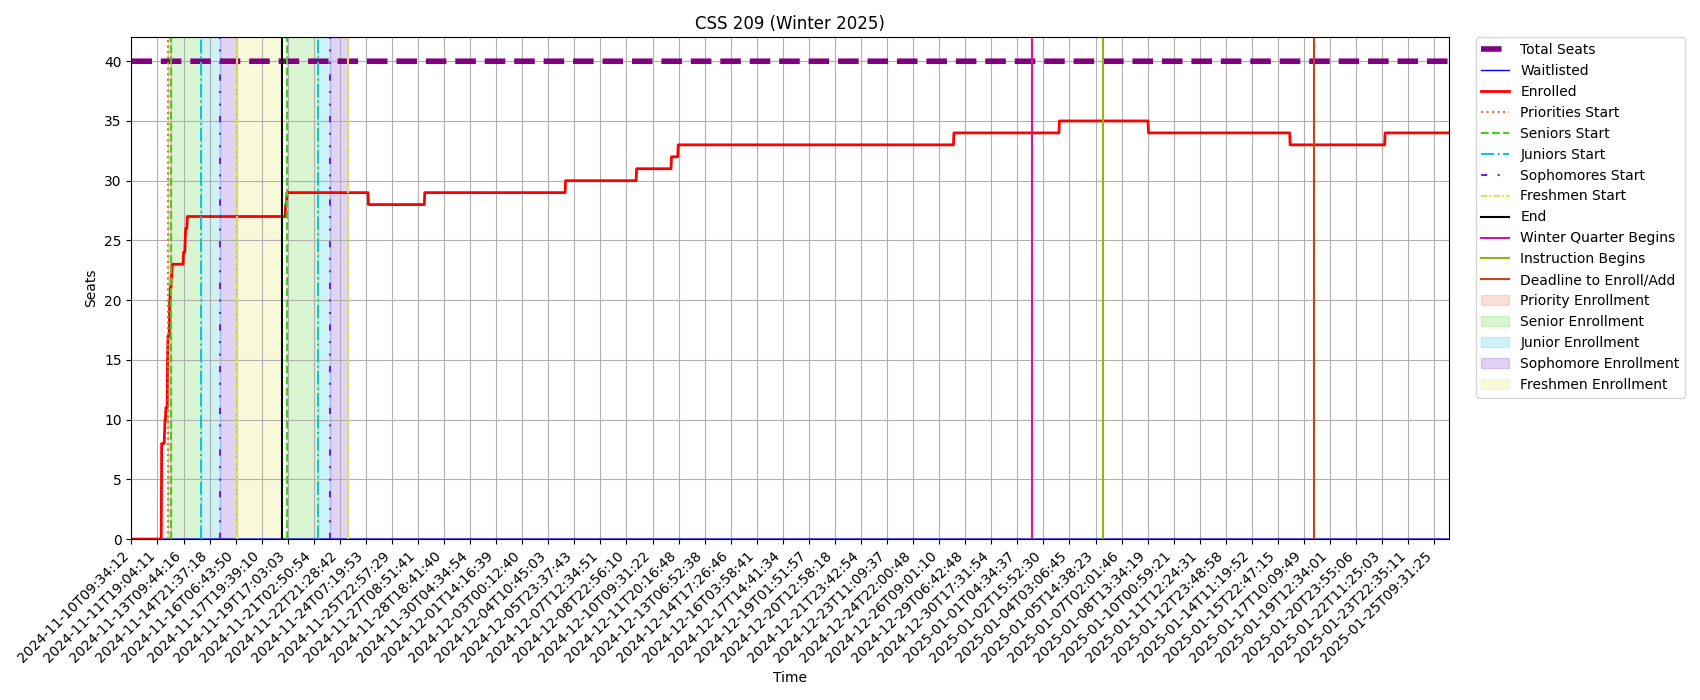 CSS 209 (Winter 2025)
Seats
40
35
30
25
20
15
10
5
0
2024-11-10T09:34:12
2024-11-11T19:04:11
2024-11-13T09:44:16
2024-11-14T21:37:18
2024-11-16T06:43:50
2024-11-17T19:39:10
2024-11-19T17:03:03
2024-11-21T02:50:54
2024-11-22T21:28:42
2024-11-24T07:19:53
2024-11-25T22:57:29
2024-11-27T08:51:41
2024-11-28T18:41:40
2024-11-30T04:34:54
2024-12-01T14:16:39
2024-12-03T00:12:40
2024-12-04T10:45:03
2024-12-05T23:37:43
2024-12-07T12:34:51
2024-12-08T22:56:10
2024-12-10T09:31:22
2024-12-11T20:16:48
2024-12-13T06:52:38
2024-12-14T17:26:46
2024-12-16T03:58:41
2024-12-17T14:41:34
2024-12-19T01:51:57
2024-12-20T12:58:18
2024-12-21T23:42:54
2024-12-23T11:09:37
2024-12-24T22:00:48
2024-12-26T09:01:10
2024-12-29T06:42:48
2024-12-30T17:31:54
2025-01-01T04:34:37
2025-01-02T15:52:30
2025-01-04T03:06:45
2025-01-05T14:38:23
2025-01-07T02:01:46
2025-01-08T13:34:19
2025-01-10T00:59:21
2025-01-11T12:24:31
2025-01-12T23:48:58
2025-01-14T11:19:52
2025-01-15T22:47:15
2025-01-17T10:09:49
2025-01-19T12:34:01
2025-01-20T23:55:06
2025-01-22T11:25:03
2025-01-23T22:35:11
2025-01-25T09:31:25
Time
Total Seats
Waitlisted
Enrolled
Priorities Start
Seniors Start
Juniors Start
Sophomores Start
Freshmen Start
End
Winter Quarter Begins
Instruction Begins
Deadline to Enroll/Add
Priority Enrollment
Senior Enrollment
Junior Enrollment
Sophomore Enrollment
Freshmen Enrollment